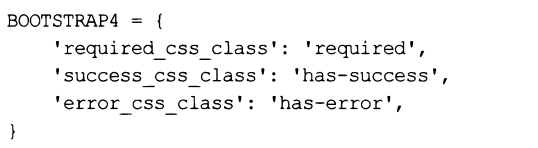 BOOTSTRAP4 = {
    'required_css_class': 'required',
    'success_css_class': 'has-success',
    'error_css_class': 'has-error',
}